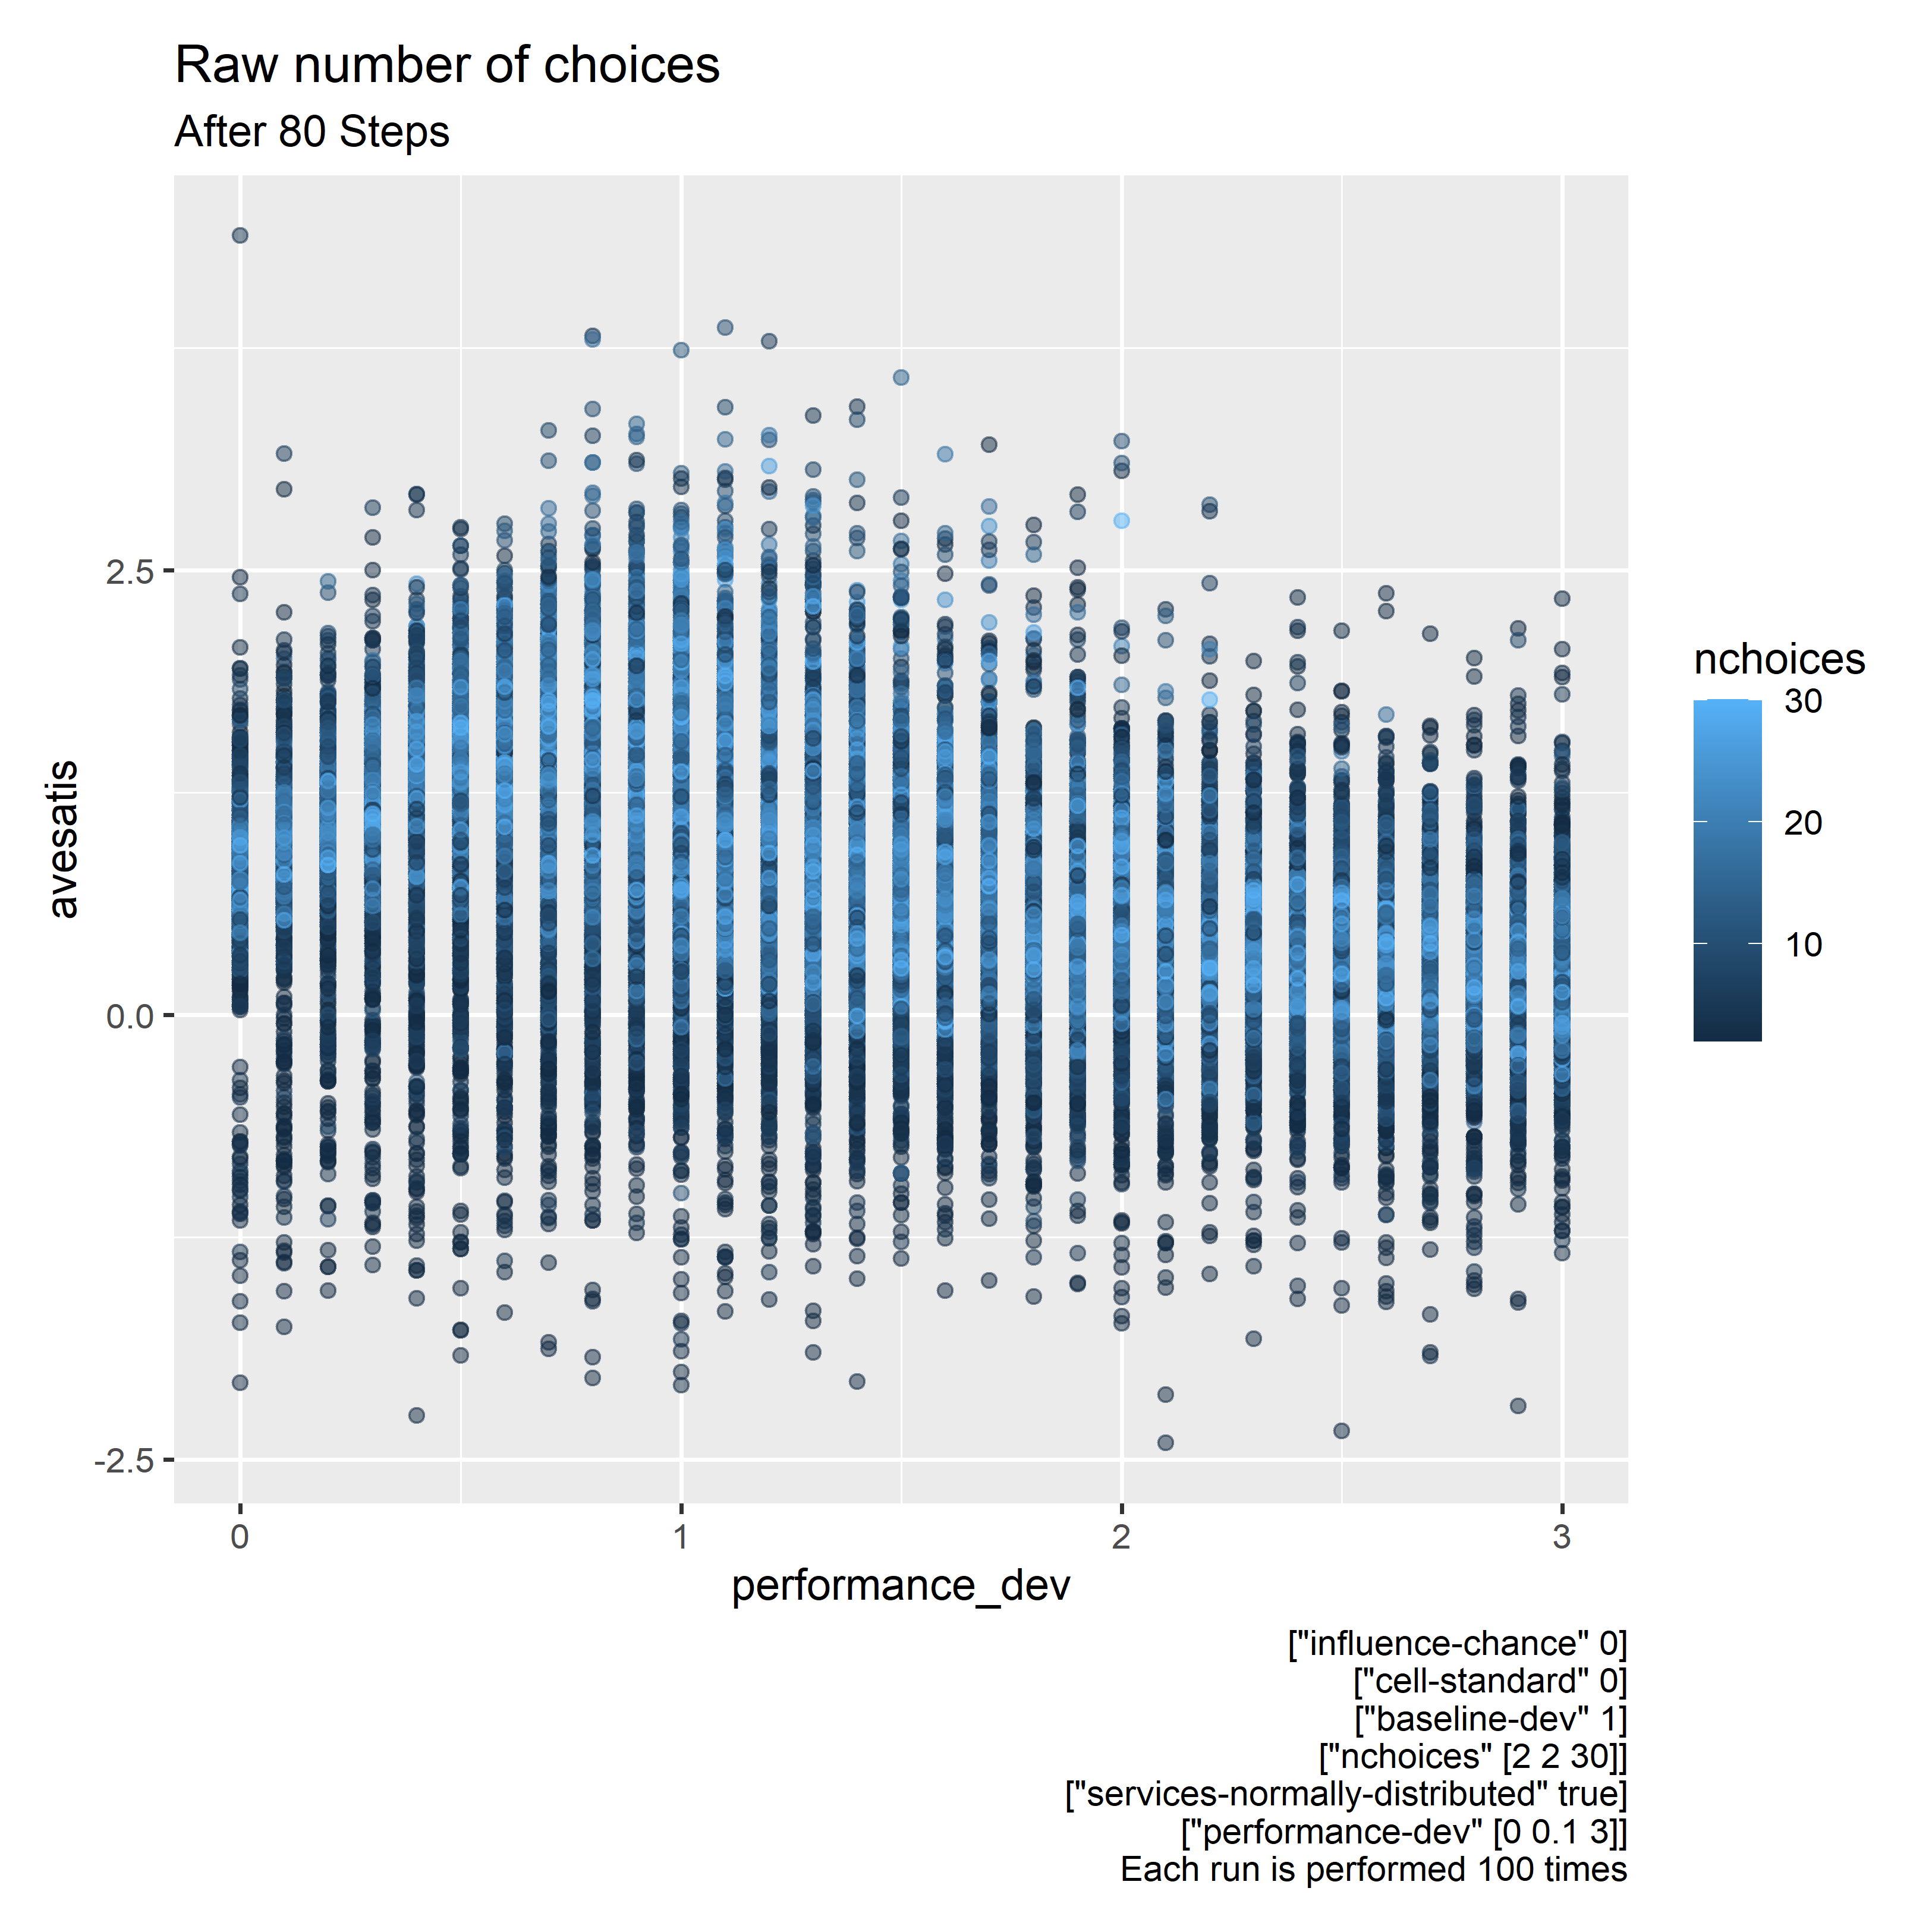 Raw number of choices
After 80 Steps
2.5
0.0
-2.5
avesatis
0
1
2
3
performance_dev
nchoices
30
20
10
["influence-chance" 0]
["cell-standard" 0]
["baseline-dev" 1]
["nchoices" [2 2 30]]
["services-normally-distributed" true]
["performance-dev" [0 0.1 3]]
Each run is performed 100 times